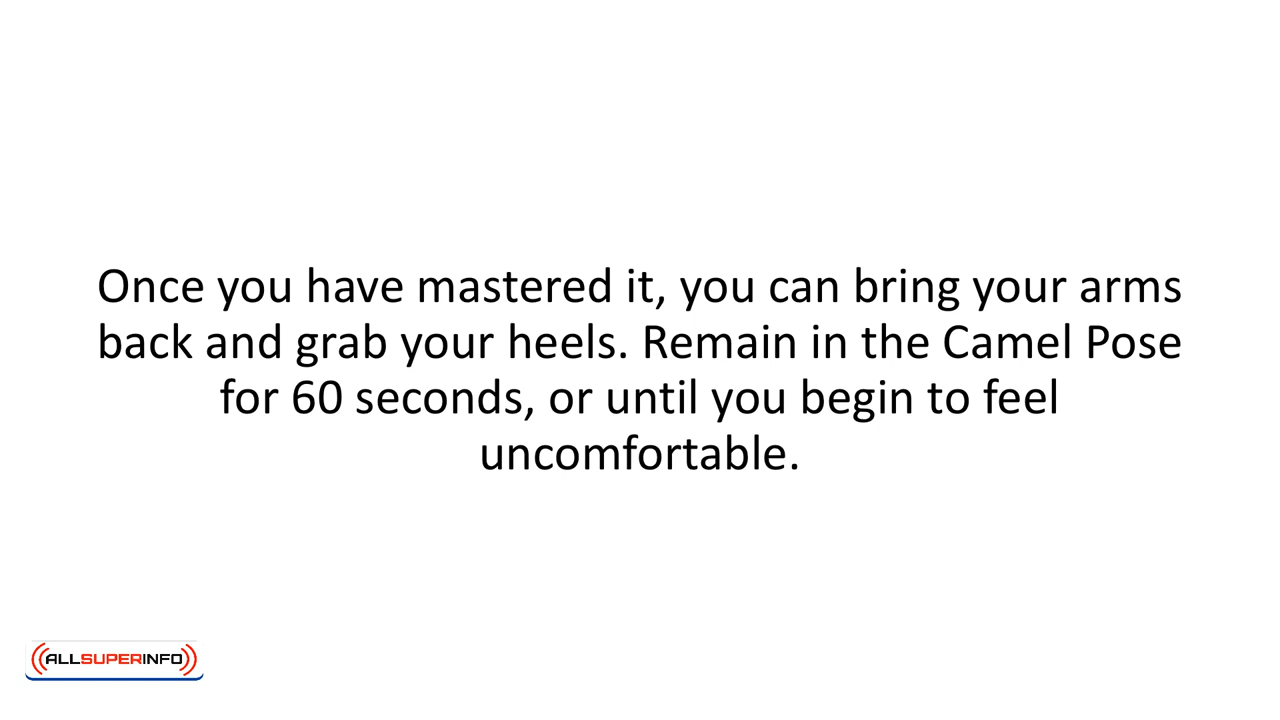 Once you have mastered it, you can bring your arms
back and grab your heels. Remain in the Camel Pose
for 60 seconds, or until you begin to feel
uncomfortable.
ALLSUPERINFO